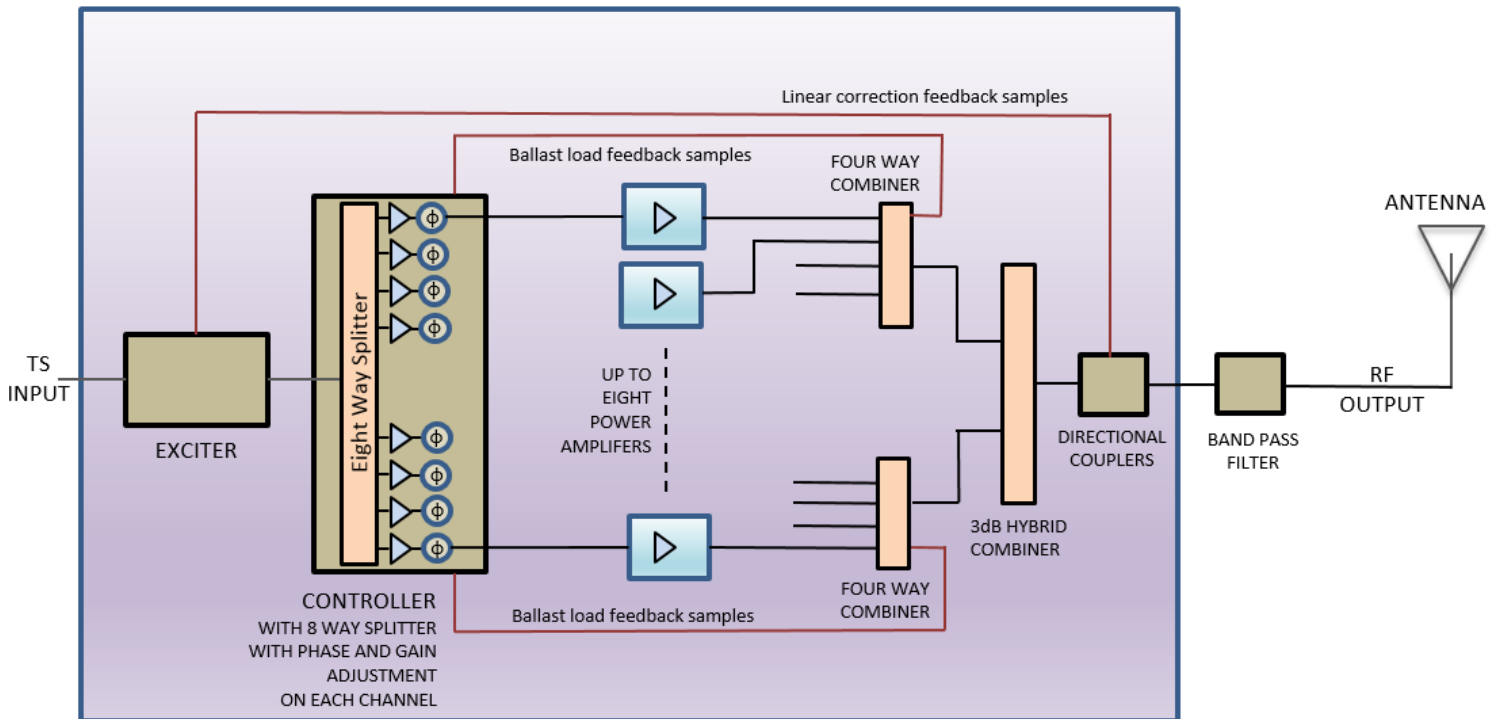 Linear correction feedback samples
Ballast load feedback samples
FOUR WAY
COMBINER
ANTENNA
Eight Way Splitter
ϕ
ϕ
ϕ
ϕ
ϕ
ϕ
ϕ
ϕ
TS
INPUT
EXCITER
UP TO
EIGHT
POWER
AMPLIFERS
RF
OUTPUT
DIRECTIONAL
COUPLERS
BAND PASS
FILTER
3dB HYBRID
COMBINER
FOUR WAY
COMBINER
CONTROLLER
WITH 8 WAY SPLITTER
WITH PHASE AND GAIN
ADJUSTMENT
ON EACH CHANNEL
Ballast load feedback samples